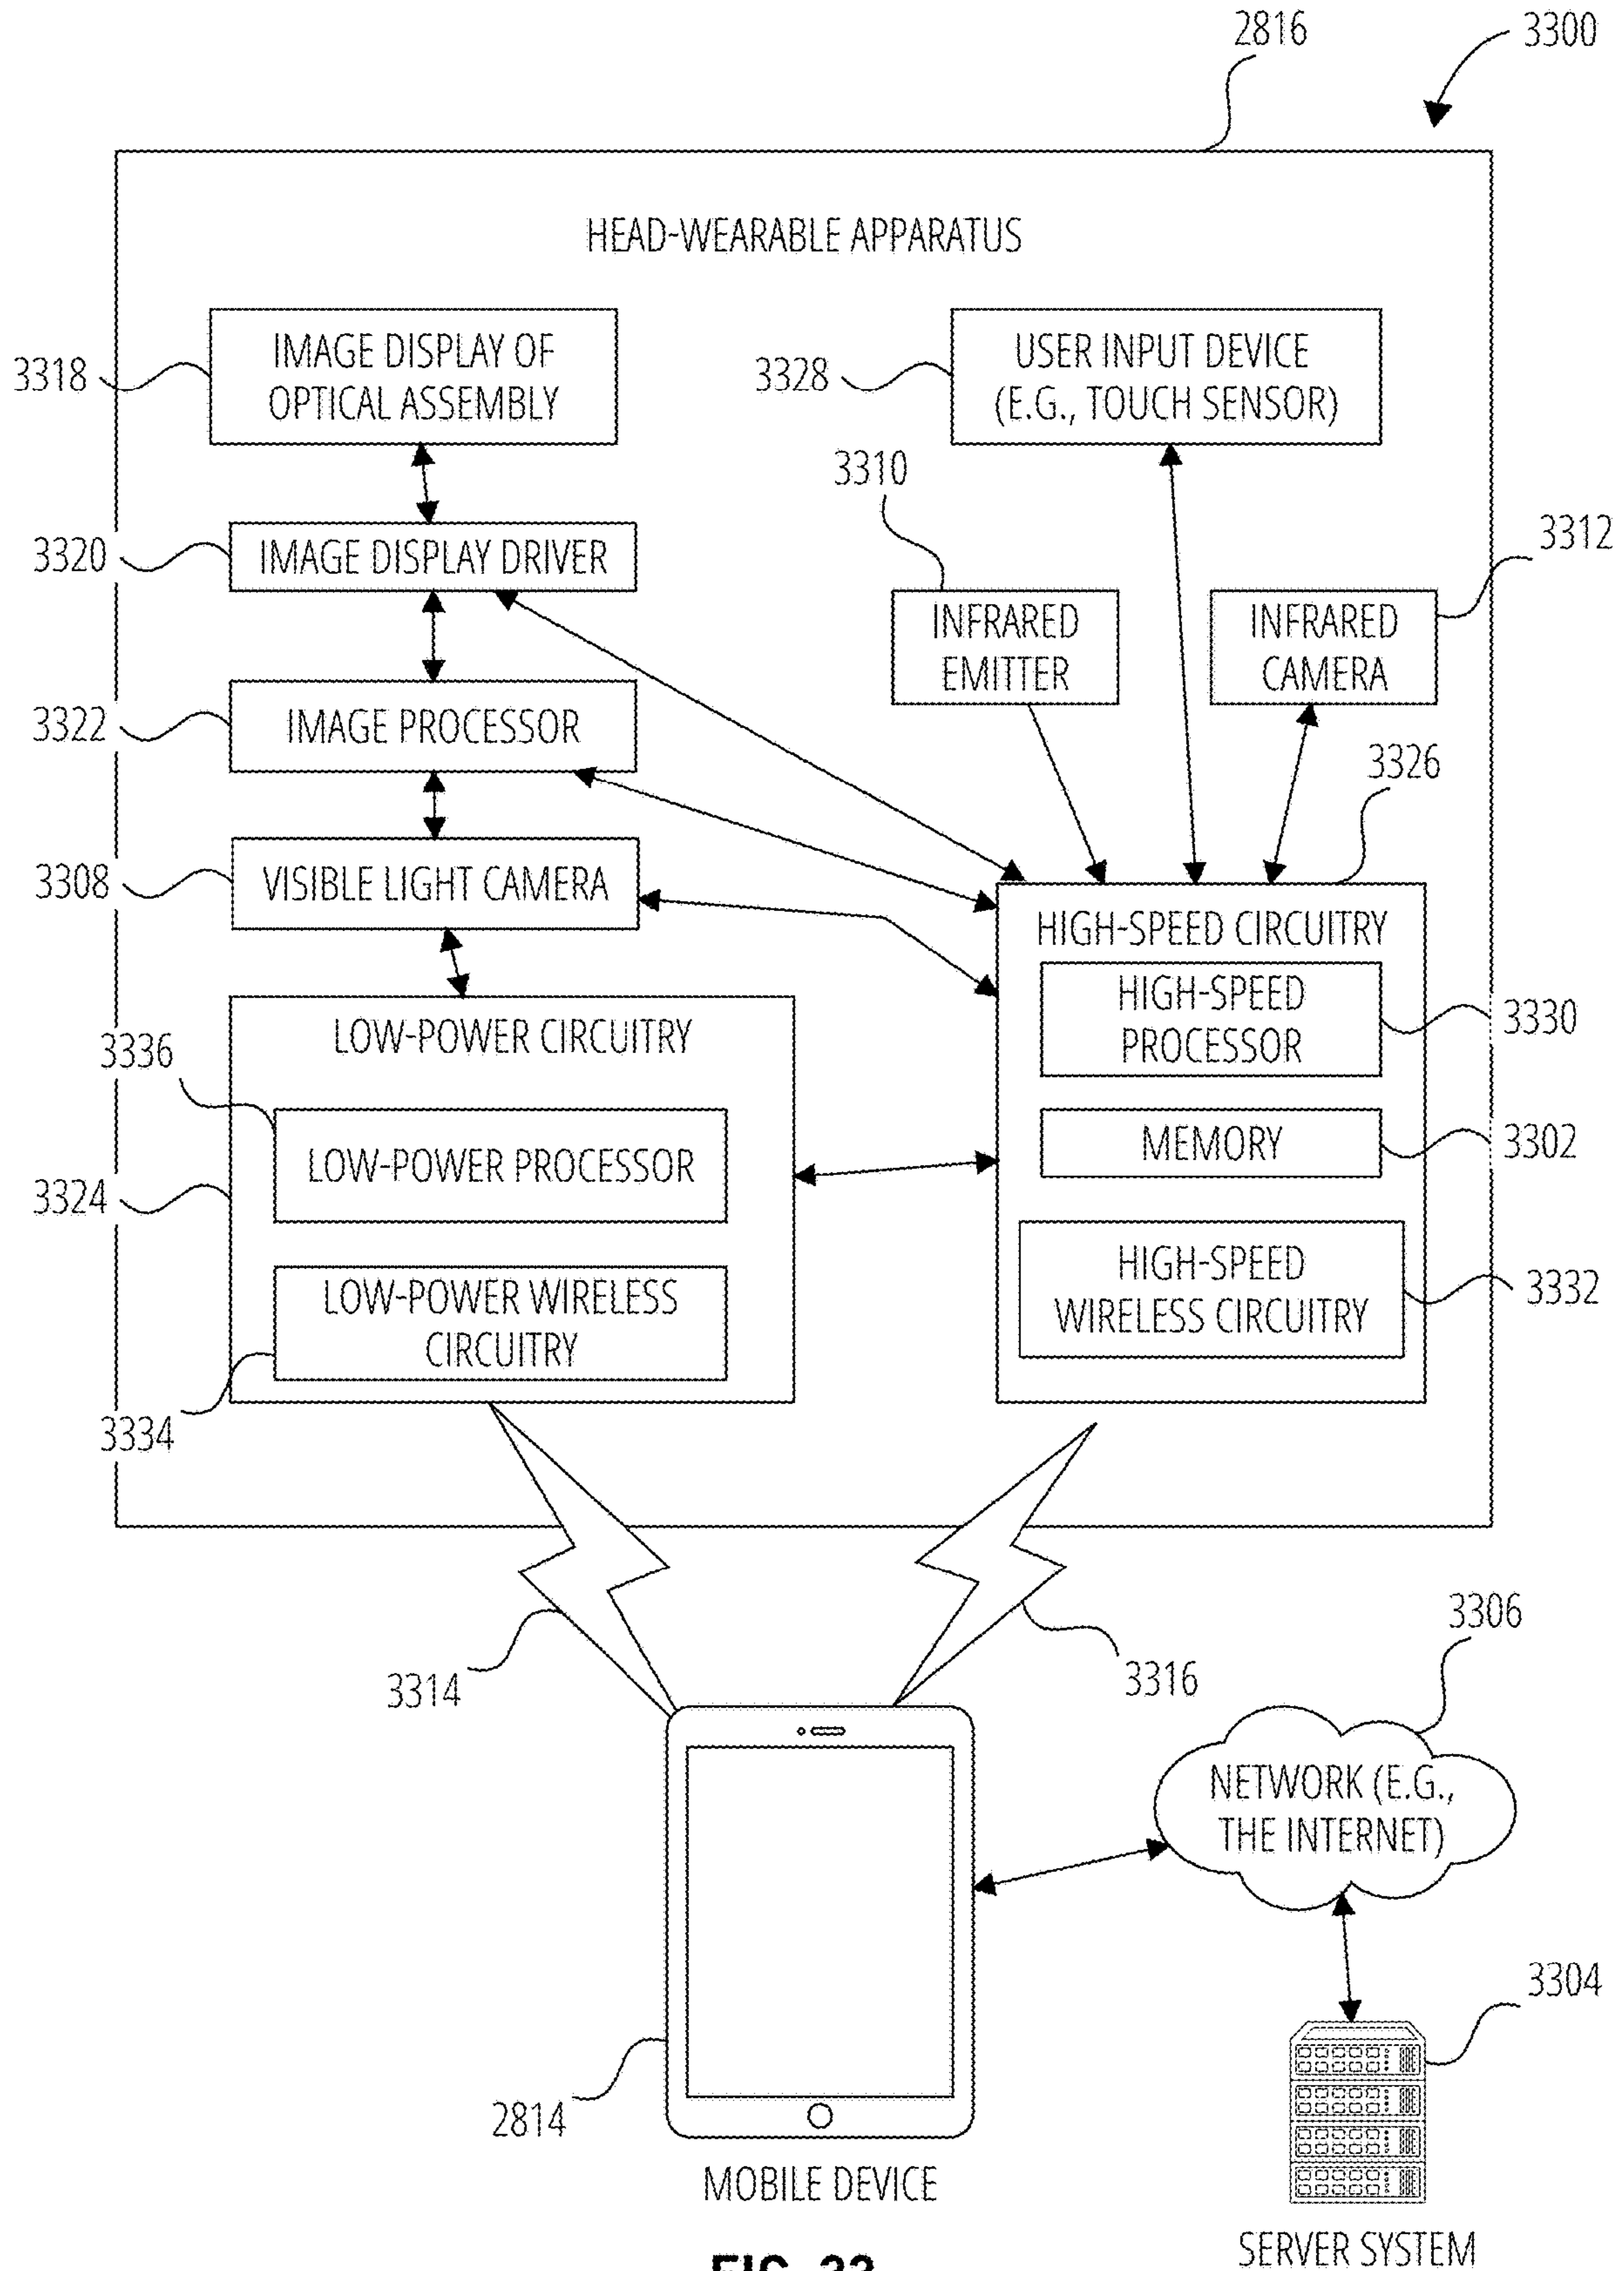 2816
3300
HEAD-WEARABLE APPARATUS
3318
IMAGE DISPLAY OF
OPTICAL ASSEMBLY
3328
USER INPUT DEVICE
(E.G., TOUCH SENSOR)
3310
3312
3320
IMAGE DISPLAY DRIVER
INFRARED
EMITTER
INFRARED
CAMERA
3322
IMAGE PROCESSOR
3326
3308
VISIBLE LIGHT CAMERA
HIGH-SPEED CIRCUITRY
HIGH-SPEED
PROCESSOR
3330
3336
LOW-POWER CIRCUITRY
LOW-POWER PROCESSOR
MEMORY
3302
3324
LOW-POWER WIRELESS
CIRCUITRY
HIGH-SPEED
WIRELESS CIRCUITRY
3332
3334
3314
3316
3306
NETWORK (E.G.,
THE INTERNET)
3304
2814
MOBILE DEVICE
SERVER SYSTEM
FIG. 33